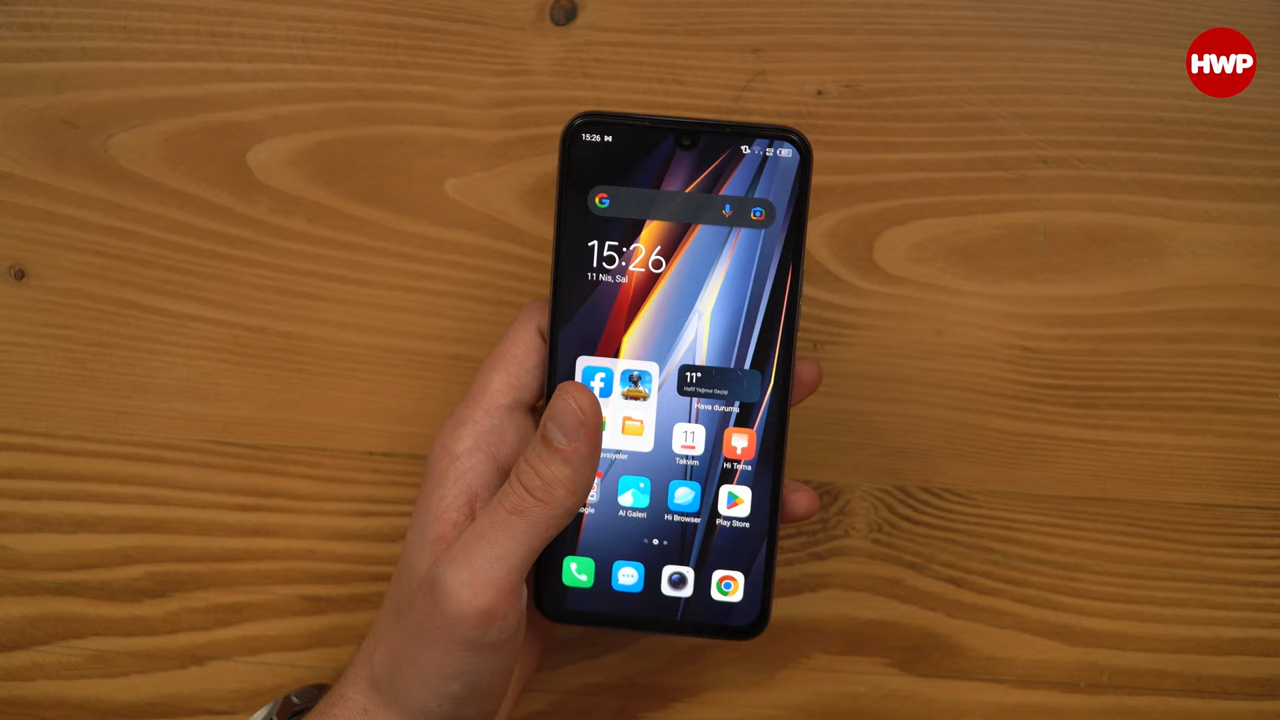 HWP
15:26
15:26
11 Nis, Sal
11°
Hafif Yağmur Geçişi
Hava durumu
11
Takvim
Hi Tema
AI Galeri
Hi Browser
Play Store